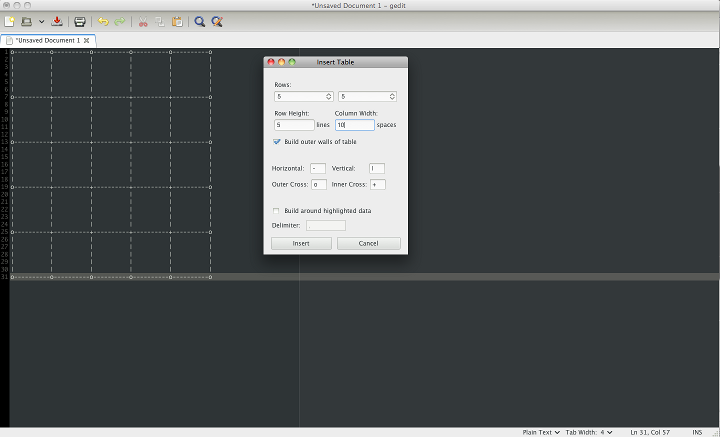 *Unsaved Document 1 - gedit
*Unsaved Document 1
Insert Table
Rows:
5 5
Row Height: Column Width:
5 lines 10 spaces
Build outer walls of table
Horizontal: - Vertical: |
Outer Cross: o Inner Cross: +
Build around highlighted data
Delimiter:
Insert Cancel
1
2
3
4
5
6
7
8
9
10
11
12
13
14
15
16
17
18
19
20
21
22
23
24
25
26
27
28
29
30
31
Plain Text Tab Width: 4 Ln 31, Col 57 INS